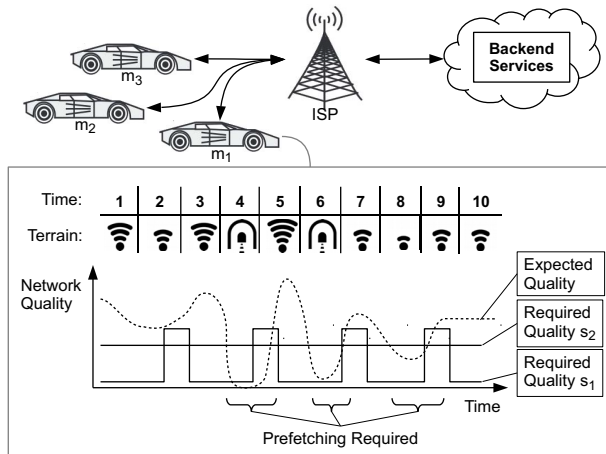 Backend
Services
m3
m2
m1
ISP
Time: 1 2 3 4 5 6 7 8 9 10
Terrain:
Network
Quality
Expected
Quality
Required
Quality s2
Required
Quality s1
Time
Prefetching Required